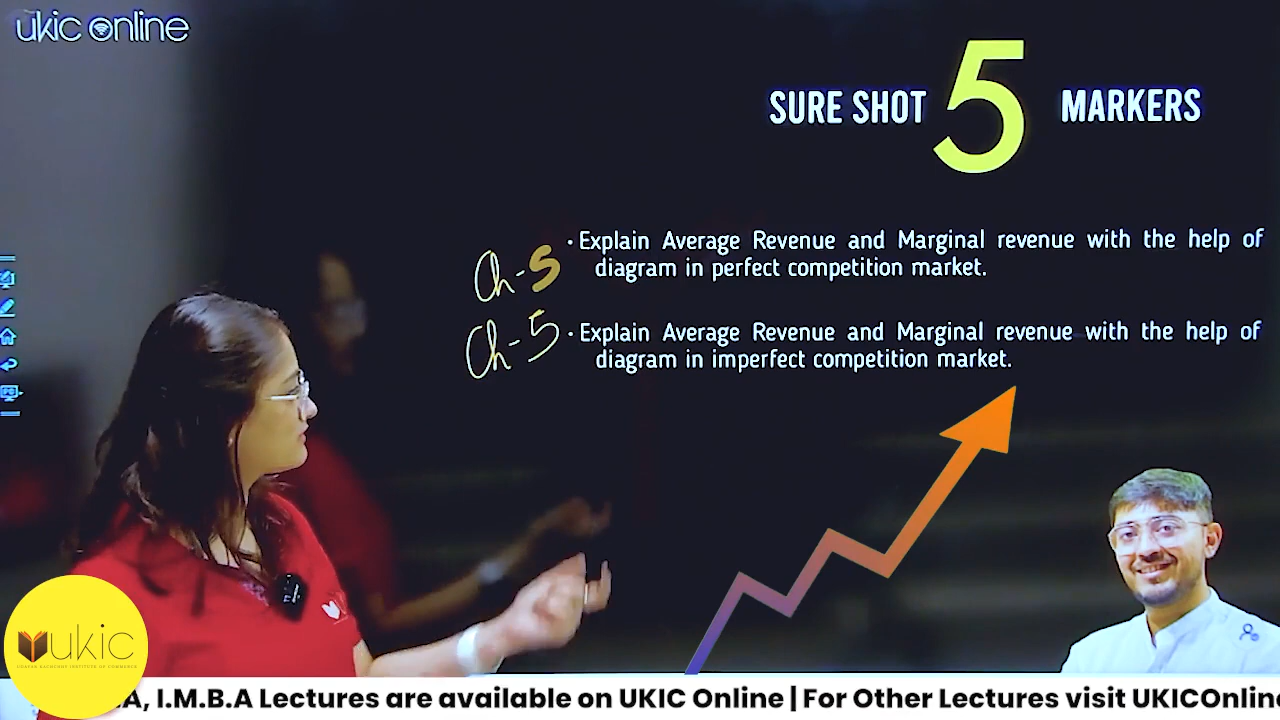 ukic online
SURE SHOT 5 MARKERS
Ch-5
• Explain Average Revenue and Marginal revenue with the help of
diagram in perfect competition market.
Ch-5
• Explain Average Revenue and Marginal revenue with the help of
diagram in imperfect competition market.
ukic
A, I.M.B.A Lectures are available on UKIC Online | For Other Lectures visit UKICOnlin